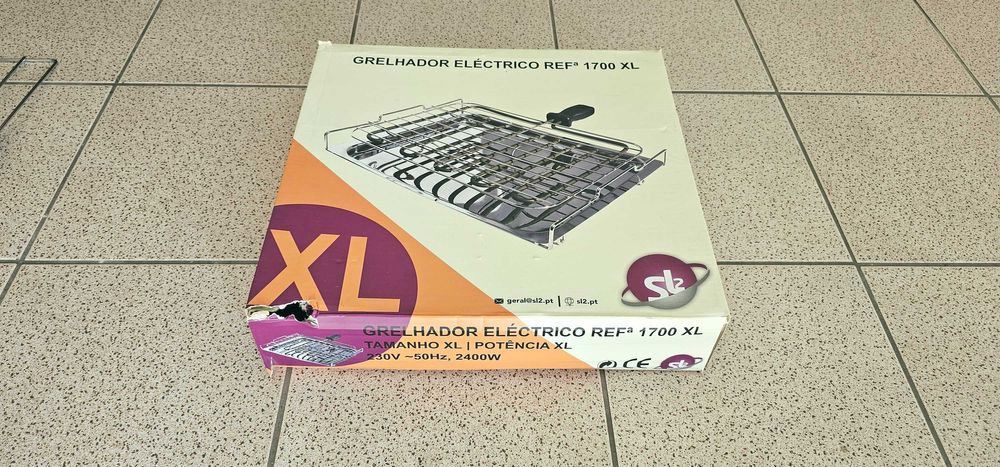 GRELHADOR ELÉCTRICO REFª 1700 XL
XL
geral@sl2.pt | sl2.pt
sl2
GRELHADOR ELÉCTRICO REFª 1700 XL
TAMANHO XL | POTÊNCIA XL
230V ~50Hz, 2400W
CE
sl2